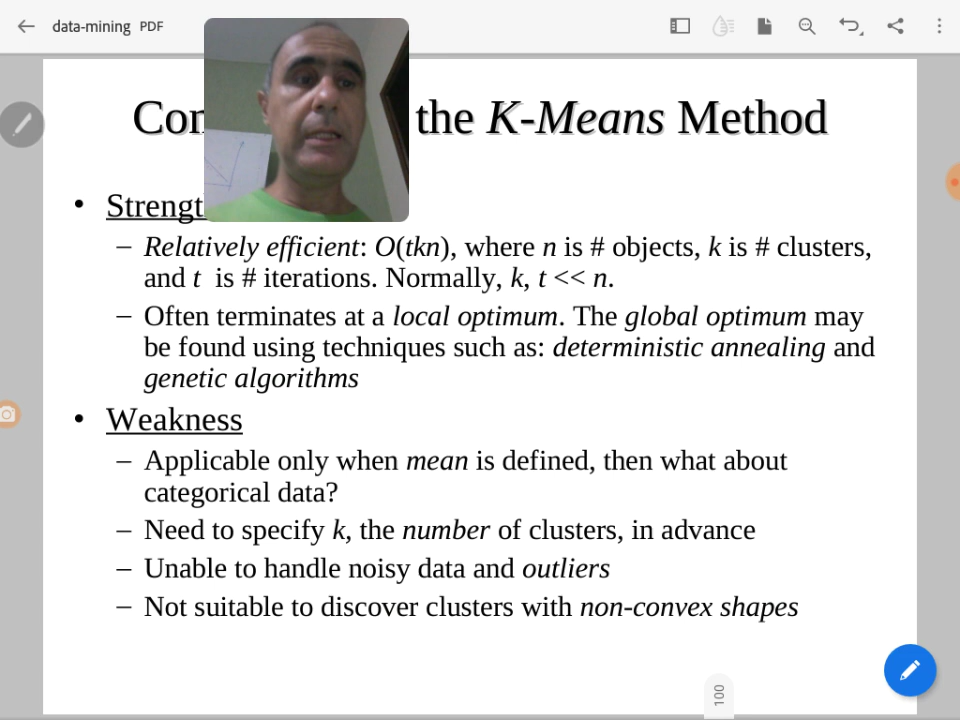 data-mining PDF
Con the K-Means Method
• Strengt
– Relatively efficient: O(tkn), where n is # objects, k is # clusters,
and t is # iterations. Normally, k, t << n.
– Often terminates at a local optimum. The global optimum may
be found using techniques such as: deterministic annealing and
genetic algorithms
• Weakness
– Applicable only when mean is defined, then what about
categorical data?
– Need to specify k, the number of clusters, in advance
– Unable to handle noisy data and outliers
– Not suitable to discover clusters with non-convex shapes
100